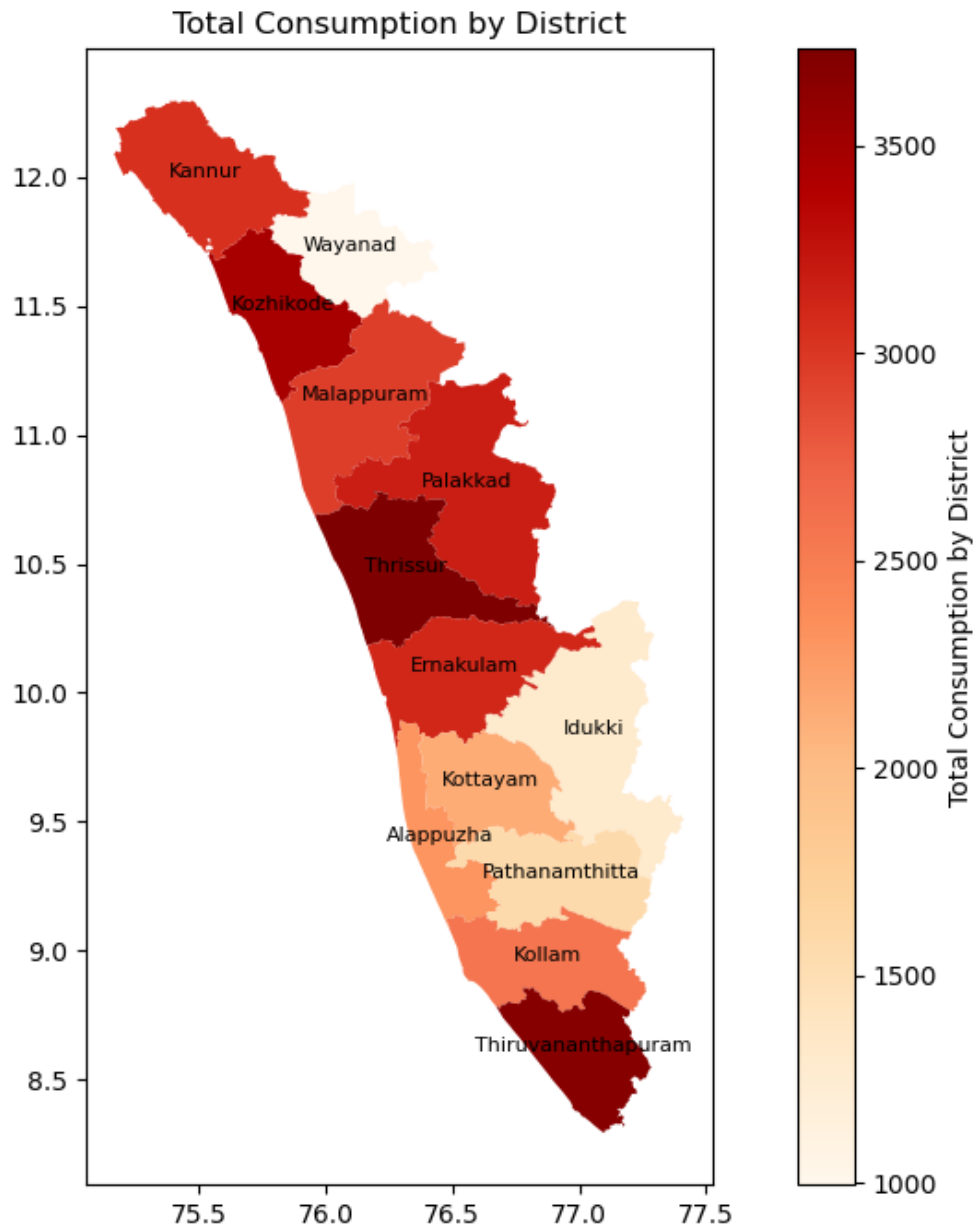 Total Consumption by District
Kannur
Wayanad
Kozhikode
Malappuram
Palakkad
Thrissur
Ernakulam
Idukki
Kottayam
Alappuzha
Pathanamthitta
Kollam
Thiruvananthapuram
12.0
11.5
11.0
10.5
10.0
9.5
9.0
8.5
75.5 76.0 76.5 77.0 77.5
3500
3000
2500
2000
1500
1000
Total Consumption by District